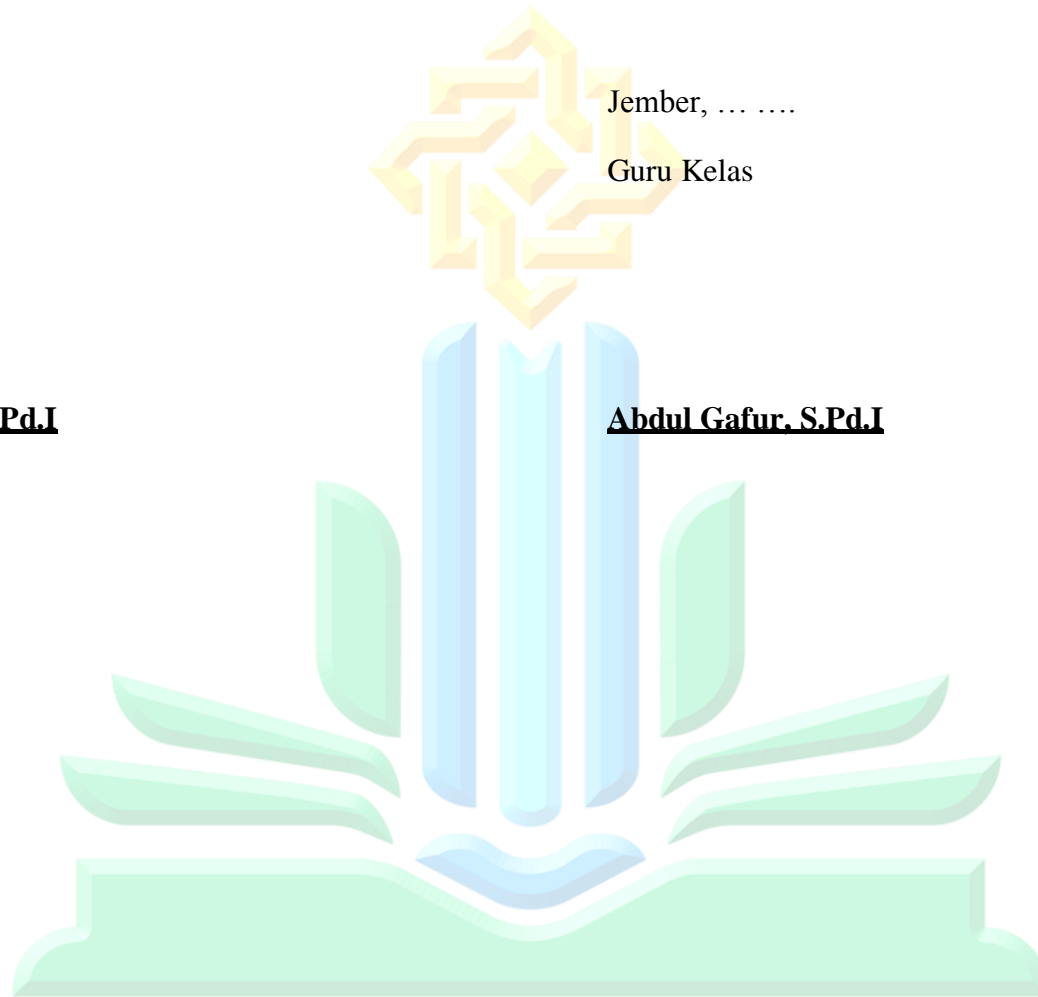 Jember, … ….
Guru Kelas
Pd.I Abdul Gafur, S.Pd.I